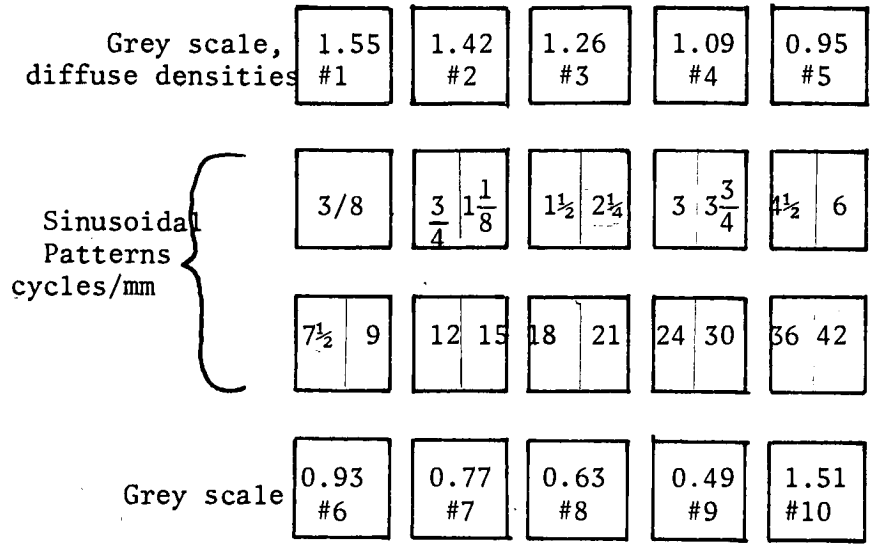 Grey scale, 1.55 1.42 1.26 1.09 0.95
diffuse densities #1 #2 #3 #4 #5
3/8 3/4 1 1/8 1½ 2¼ 3 3 3/4 4½ 6
Sinusoidal
Patterns
cycles/mm
7½ 9 12 15 18 21 24 30 36 42
0.93 0.77 0.63 0.49 1.51
Grey scale #6 #7 #8 #9 #10